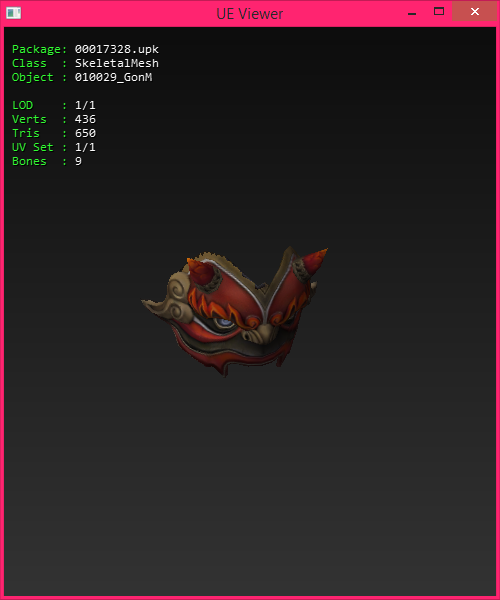 UE Viewer
Package: 00017328.upk
Class  : SkeletalMesh
Object : 010029_GonM
LOD    : 1/1
Verts  : 436
Tris   : 650
UV Set : 1/1
Bones  : 9